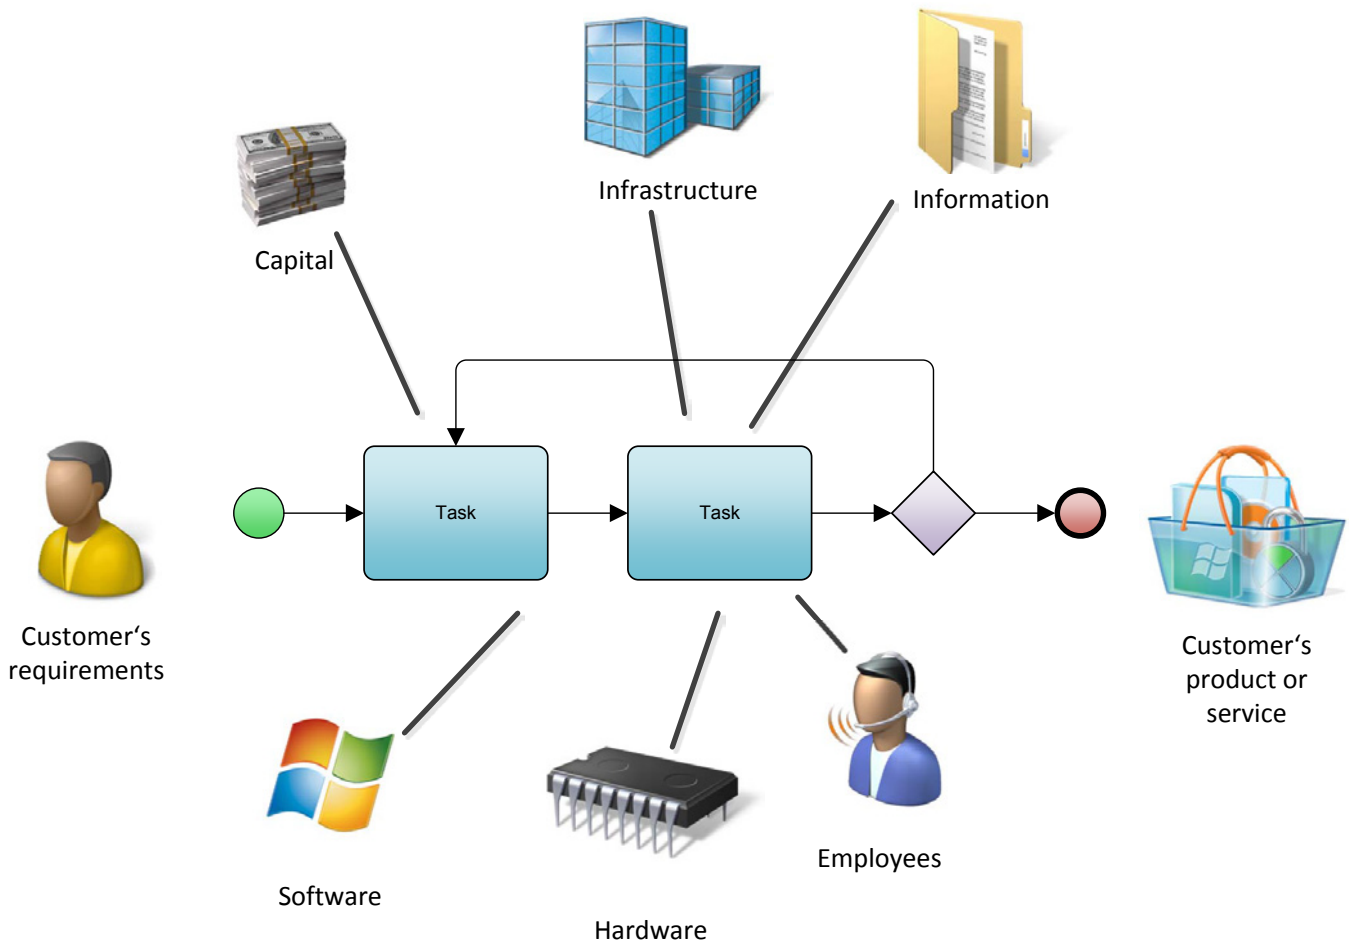 Infrastructure
Information
Capital
Task
Task
Customer‘s
requirements
Customer‘s
product or
service
Employees
Software
Hardware